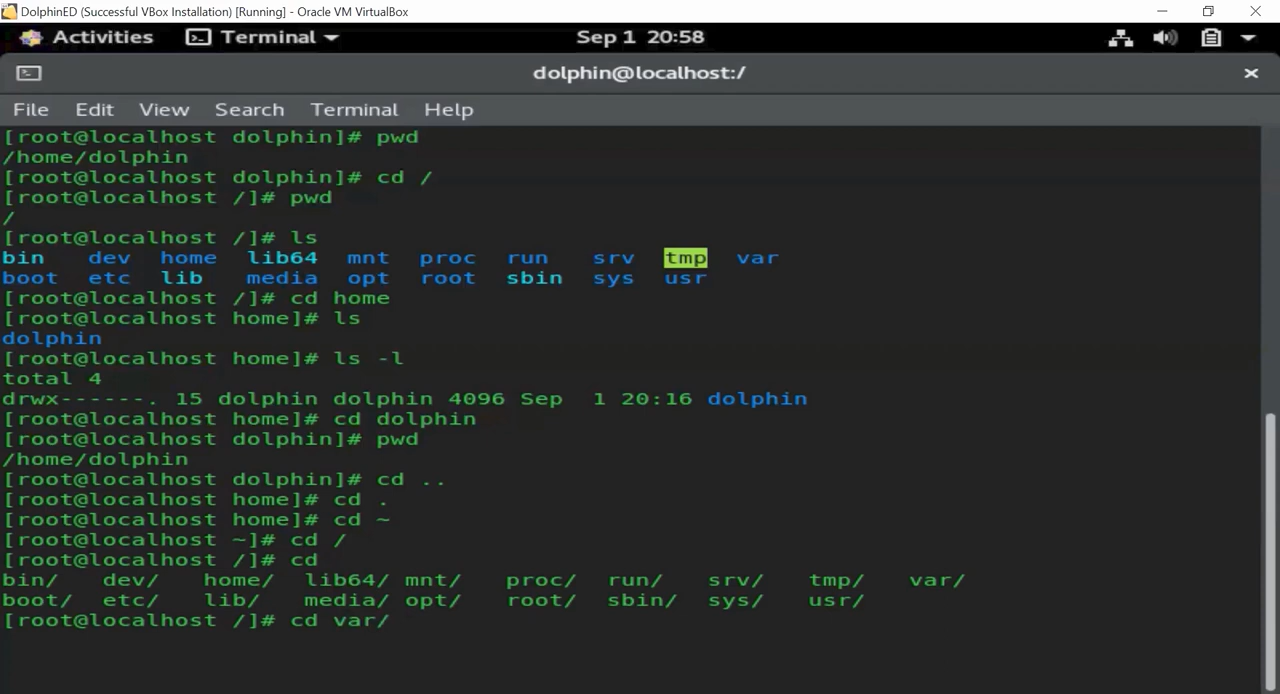 DolphinED (Successful VBox Installation) [Running] - Oracle VM VirtualBox
Activities Terminal Sep 1 20:58
dolphin@localhost:/
File Edit View Search Terminal Help
[root@localhost dolphin]# pwd
/home/dolphin
[root@localhost dolphin]# cd /
[root@localhost /]# pwd
/
[root@localhost /]# ls
bin dev home lib64 mnt proc run srv tmp var
boot etc lib media opt root sbin sys usr
[root@localhost /]# cd home
[root@localhost home]# ls
dolphin
[root@localhost home]# ls -l
total 4
drwx------. 15 dolphin dolphin 4096 Sep  1 20:16 dolphin
[root@localhost home]# cd dolphin
[root@localhost dolphin]# pwd
/home/dolphin
[root@localhost dolphin]# cd ..
[root@localhost home]# cd .
[root@localhost home]# cd ~
[root@localhost ~]# cd /
[root@localhost /]# cd
bin/ dev/ home/ lib64/ mnt/ proc/ run/ srv/ tmp/ var/
boot/ etc/ lib/ media/ opt/ root/ sbin/ sys/ usr/
[root@localhost /]# cd var/